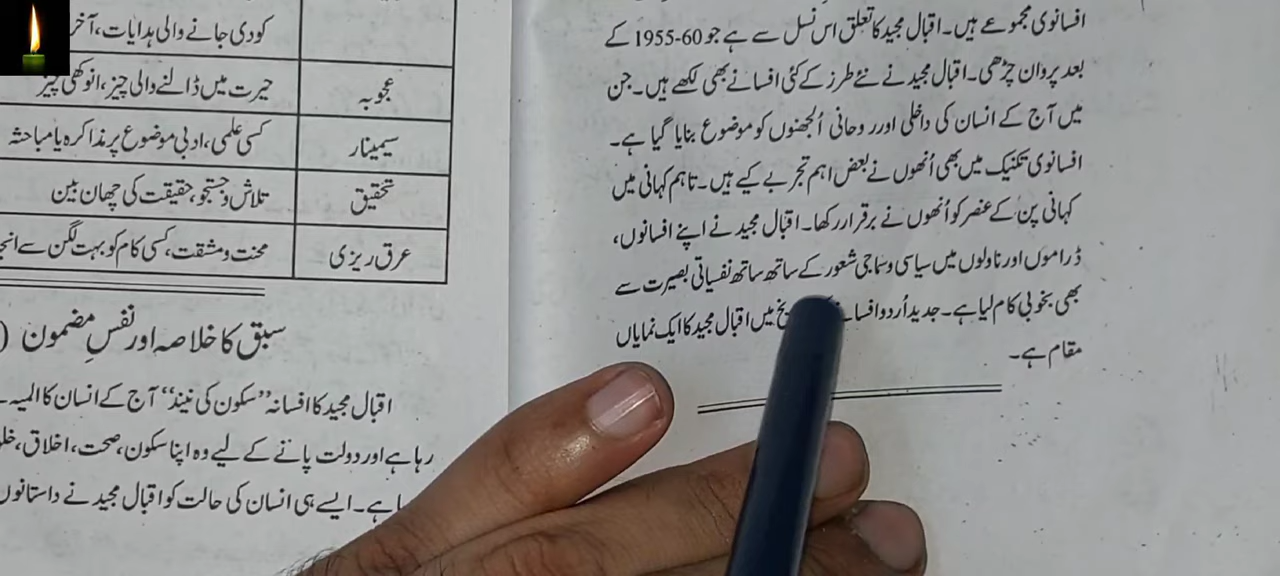 افسانوی مجموعے ہیں۔ اقبال مجید کا تعلق اس نسل سے ہے جو 60-1955 کے
بعد پروان چڑھی۔ اقبال مجید نے نئے طرز کے کئی افسانے بھی لکھے ہیں۔ جن
میں آج کے انسان کی داخلی اورر وحانی اُلجھنوں کو موضوع بنایا گیا ہے۔
افسانوی تکنیک میں بھی اُنھوں نے بعض اہم تجربے کیے ہیں۔ تاہم کہانی میں
کہانی پن کے عنصر کو اُنھوں نے برقرار رکھا۔ اقبال مجید نے اپنے افسانوں،
ڈراموں اور ناولوں میں سیاسی وسماجی شعور کے ساتھ ساتھ نفسیاتی بصیرت سے
بھی بخوبی کام لیا ہے۔ جدید اُردو میں اقبال مجید کا ایک نمایاں
مقام ہے۔
کو دی جانے والی ہدایات، آخر
عجوبہ حیرت میں ڈالنے والی چیز، انوکھی چیز
سیمینار کسی علمی، ادبی موضوع پر مذاکرہ یا مباحثہ
تحقیق تلاش و جستجو، حقیقت کی چھان بین
عرق ریزی محنت و مشقت، کسی کام کو بہت لگن سے
سبق کا خلاصہ اور نفسِ مضمون (
اقبال مجید کا افسانہ ”سکون کی نیند“ آج کے انسان کا المیہ
رہا ہے اور دولت پانے کے لیے وہ اپنا سکون، صحت، اخلاق،
ہے۔ ایسے ہی انسان کی حالت کو اقبال مجید نے داستانوں